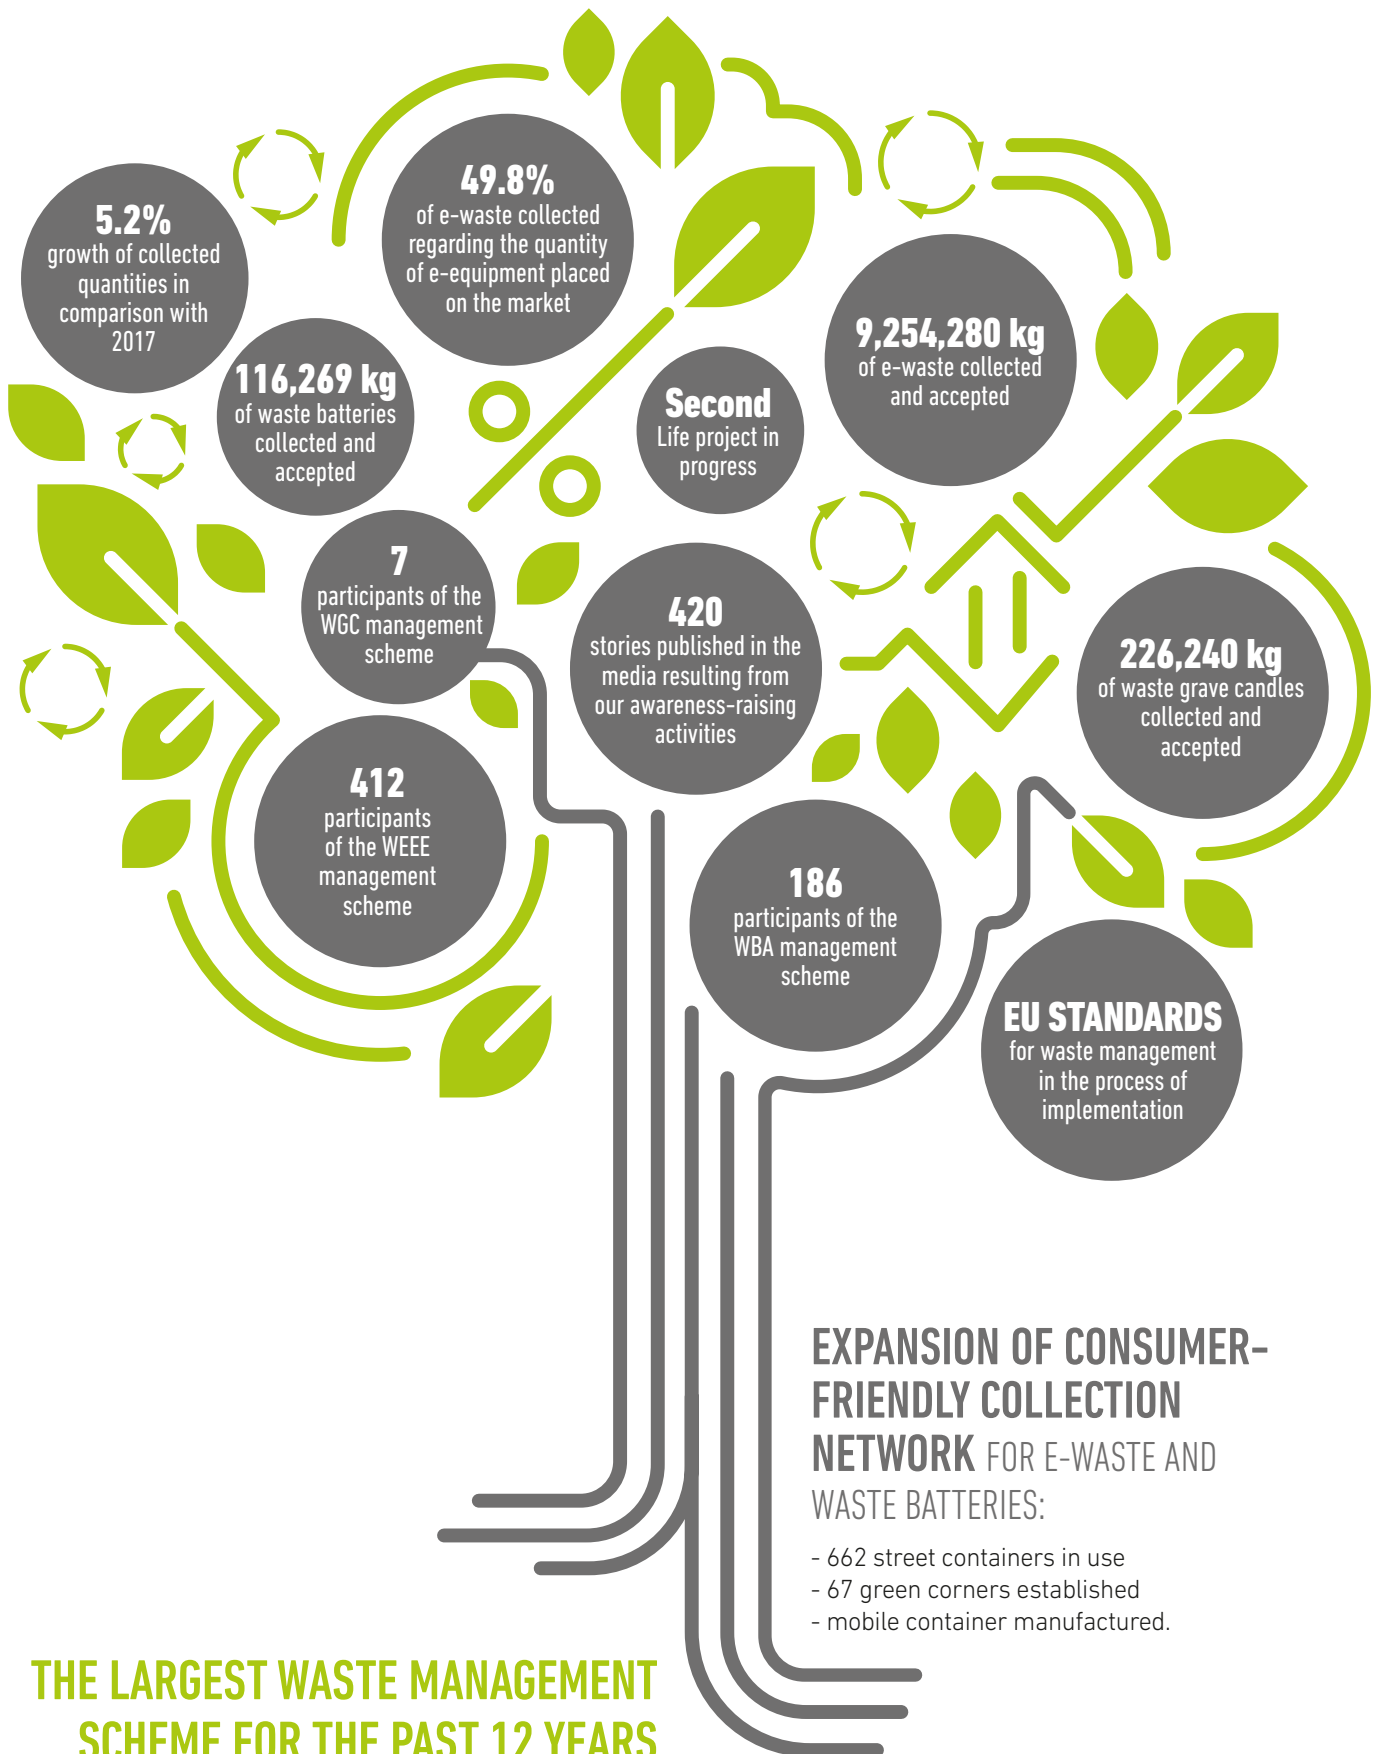 5.2%
growth of collected
quantities in
comparison with
2017
49.8%
of e-waste collected
regarding the quantity
of e-equipment placed
on the market
116,269 kg
of waste batteries
collected and
accepted
Second
Life project in
progress
9,254,280 kg
of e-waste collected
and accepted
7
participants of the
WGC management
scheme
420
stories published in the
media resulting from
our awareness-raising
activities
226,240 kg
of waste grave candles
collected and
accepted
412
participants
of the WEEE
management
scheme
186
participants of the
WBA management
scheme
EU STANDARDS
for waste management
in the process of
implementation
EXPANSION OF CONSUMER-
FRIENDLY COLLECTION
NETWORK FOR E-WASTE AND
WASTE BATTERIES:
- 662 street containers in use
- 67 green corners established
- mobile container manufactured.
THE LARGEST WASTE MANAGEMENT
SCHEME FOR THE PAST 12 YEARS